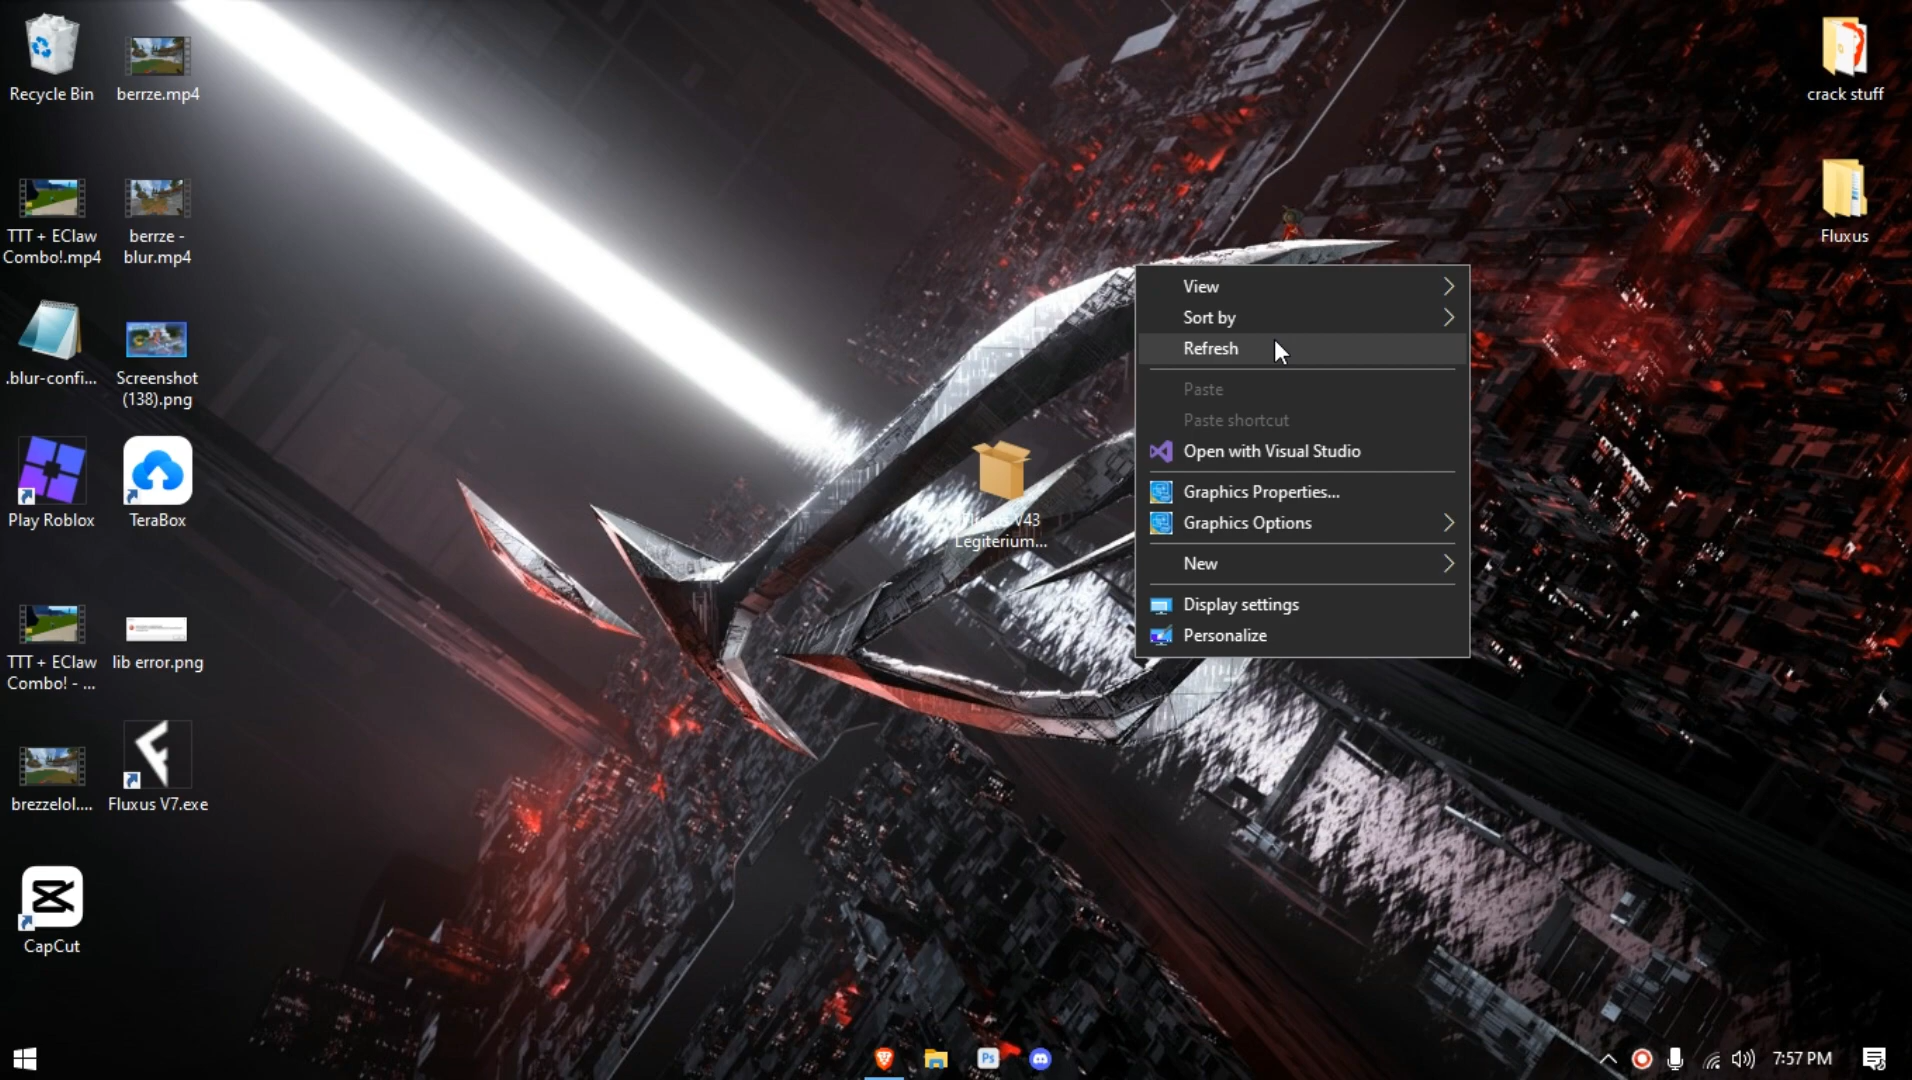 Recycle Bin
berrze.mp4
crack stuff
TTT + EClaw
Combo!.mp4
berrze -
blur.mp4
Fluxus
.blur-confi...
Screenshot
(138).png
Play Roblox
TeraBox
V43
Legiterium...
TTT + EClaw
Combo! - ...
lib error.png
brezzelol....
Fluxus V7.exe
CapCut
View
Sort by
Refresh
Paste
Paste shortcut
Open with Visual Studio
Graphics Properties...
Graphics Options
New
Display settings
Personalize
Ps
7:57 PM